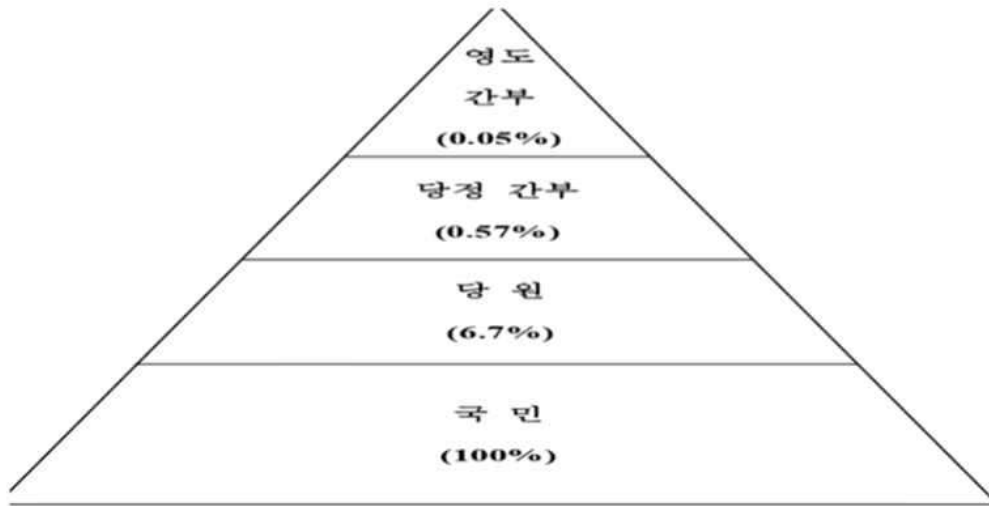 영도
간부
(0.05%)
당정 간부
(0.57%)
당 원
(6.7%)
국 민
(100%)